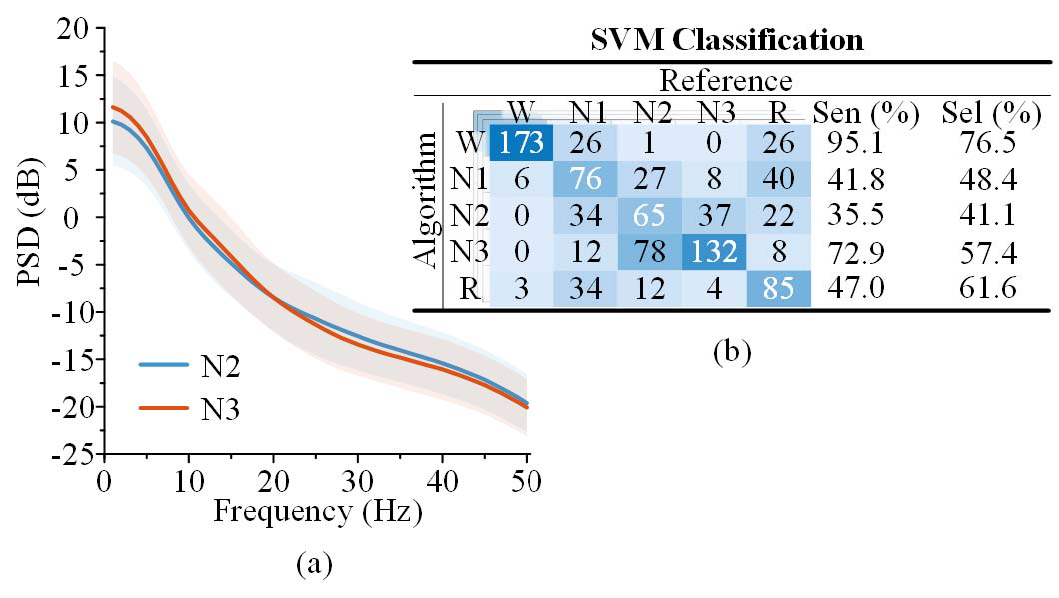 20
15
10
5
0
-5
-10
-15
-20
-25
PSD (dB)
N2
N3
0 10 20 30 40 50
Frequency (Hz)
(a)
SVM Classification
Reference
W N1 N2 N3 R Sen (%) Sel (%)
Algorithm
W 173 26 1 0 26 95.1 76.5
N1 6 76 27 8 40 41.8 48.4
N2 0 34 65 37 22 35.5 41.1
N3 0 12 78 132 8 72.9 57.4
R 3 34 12 4 85 47.0 61.6
(b)